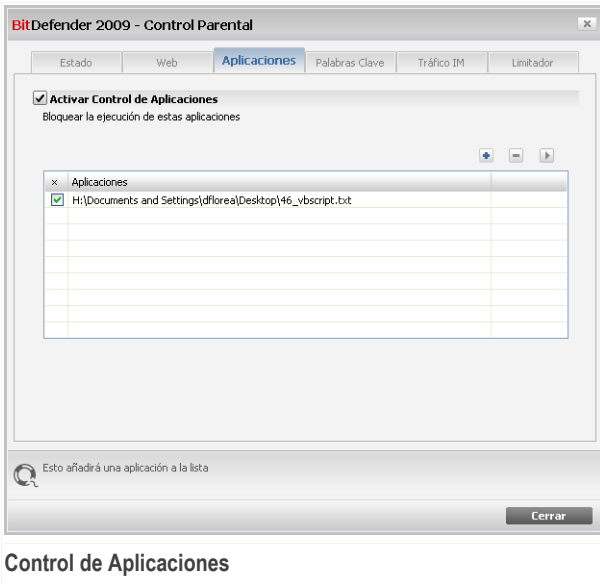 BitDefender 2009 - Control Parental
Estado Web Aplicaciones Palabras Clave Tráfico IM Limitador
Activar Control de Aplicaciones
Bloquear la ejecución de estas aplicaciones
× Aplicaciones
H:\Documents and Settings\dflorea\Desktop\46_vbscript.txt
Esto añadirá una aplicación a la lista
Cerrar
Control de Aplicaciones